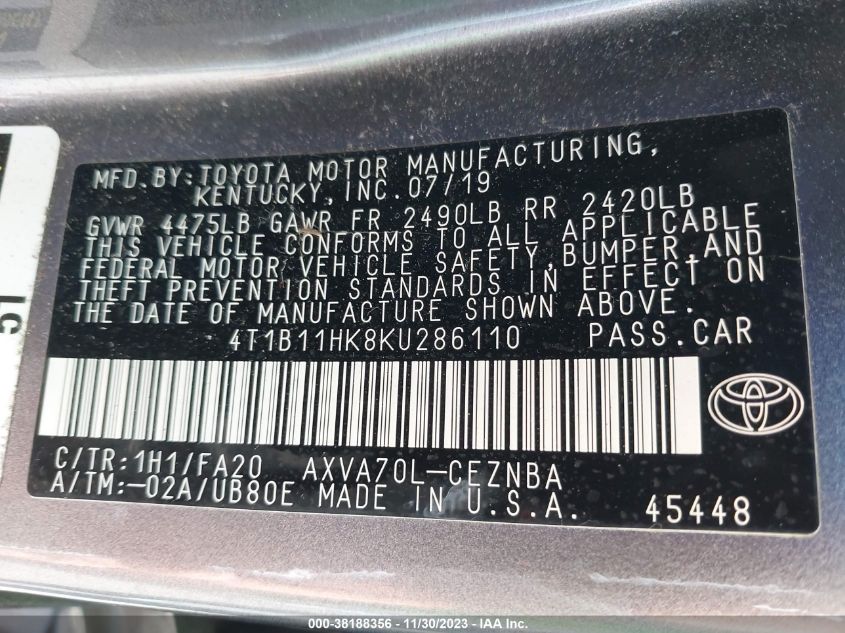 LC
MFD.BY:TOYOTA MOTOR MANUFACTURING,
KENTUCKY,INC.07/19
GVWR 4475LB GAWR FR 2490LB RR 2420LB
THIS VEHICLE CONFORMS TO ALL APPLICABLE
FEDERAL MOTOR VEHICLE SAFETY,BUMPER,AND
THEFT PREVENTION STANDARDS IN EFFECT ON
THE DATE OF MANUFACTURE SHOWN ABOVE.
4T1B11HK8KU286110 PASS.CAR
C/TR:1H1/FA20 AXVA70L-CEZNBA
A/TM:-02A/UB80E MADE IN U.S.A. 45448
000-38188356 - 11/30/2023 - IAA Inc.